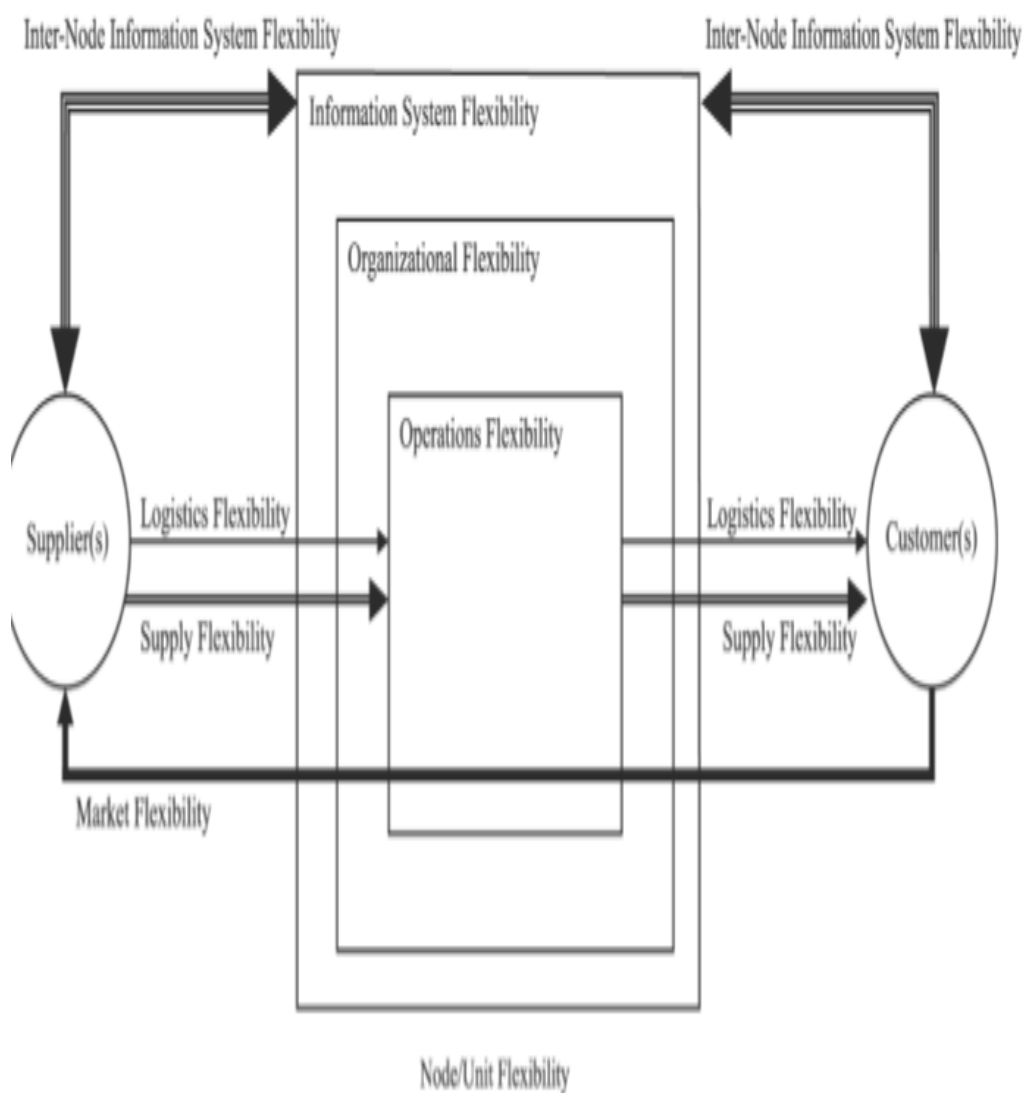 Inter-Node Information System Flexibility
Inter-Node Information System Flexibility
Information System Flexibility
Organizational Flexibility
Operations Flexibility
Logistics Flexibility
Logistics Flexibility
Supplier(s)
Customer(s)
Supply Flexibility
Supply Flexibility
Market Flexibility
Node/Unit Flexibility